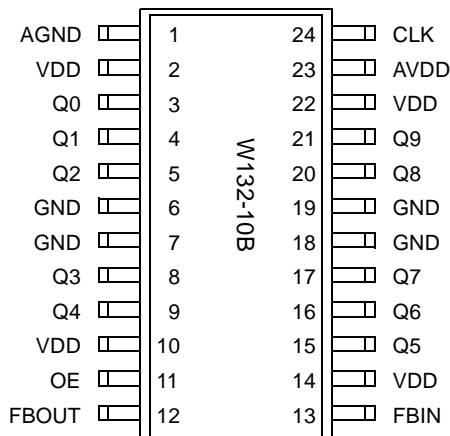 AGND 1 24 CLK
VDD 2 23 AVDD
Q0 3 22 VDD
Q1 4 21 Q9
Q2 5 20 Q8
GND 6 19 GND
GND 7 18 GND
Q3 8 17 Q7
Q4 9 16 Q6
VDD 10 15 Q5
OE 11 14 VDD
FBOUT 12 13 FBIN
W132-10B